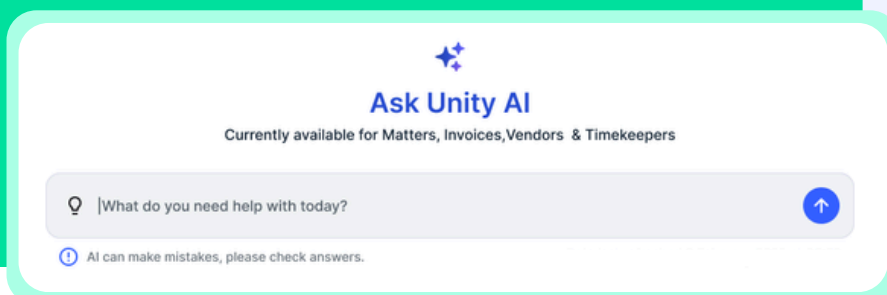 Ask Unity AI
Currently available for Matters, Invoices,Vendors & Timekeepers
What do you need help with today?
AI can make mistakes, please check answers.